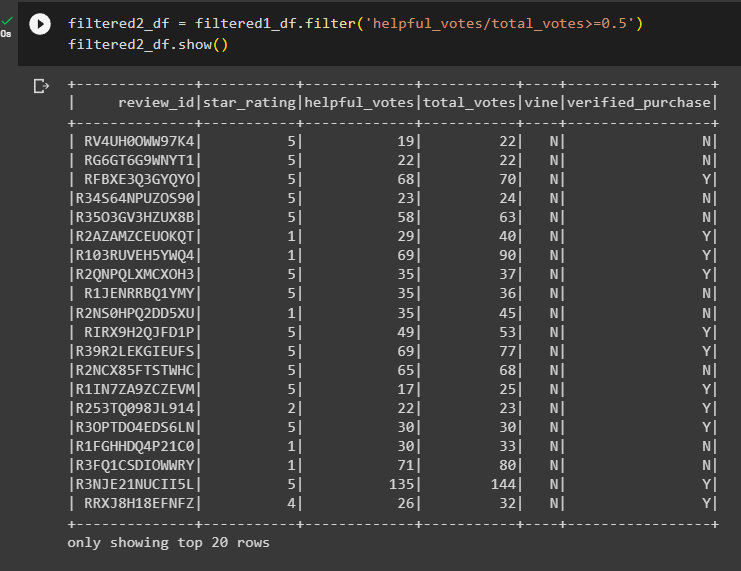 0s
filtered2_df = filtered1_df.filter('helpful_votes/total_votes>=0.5')
filtered2_df.show()
+--------------+-----------+-------------+-----------+----+-----------------+
|     review_id|star_rating|helpful_votes|total_votes|vine|verified_purchase|
+--------------+-----------+-------------+-----------+----+-----------------+
| RV4UH0OWW97K4|          5|           19|         22|   N|                N|
| RG6GT6G9WNYT1|          5|           22|         22|   N|                N|
| RFBXE3Q3GYQYO|          5|           68|         70|   N|                Y|
|R34S64NPUZOS90|          5|           23|         24|   N|                N|
|R35O3GV3HZUX8B|          5|           58|         63|   N|                N|
|R2AZAMZCEUOKQT|          1|           29|         40|   N|                Y|
|R103RUVEH5YWQ4|          1|           69|         90|   N|                Y|
|R2QNPQLXMCXOH3|          5|           35|         37|   N|                Y|
| R1JENRRBQ1YMY|          5|           35|         36|   N|                N|
|R2NS0HPQ2DD5XU|          1|           35|         45|   N|                N|
| RIRX9H2QJFD1P|          5|           49|         53|   N|                Y|
|R39R2LEKGIEUFS|          5|           69|         77|   N|                Y|
|R2NCX85FTSTWHC|          5|           65|         68|   N|                N|
|R1IN7ZA9ZCZEVM|          5|           17|         25|   N|                Y|
|R253TQ098JL914|          2|           22|         23|   N|                Y|
|R3OPTDO4EDS6LN|          5|           30|         30|   N|                Y|
|R1FGHHDQ4P21C0|          1|           30|         33|   N|                N|
|R3FQ1CSDIOWWRY|          1|           71|         80|   N|                N|
|R3NJE21NUCII5L|          5|          135|        144|   N|                Y|
| RRXJ8H18EFNFZ|          4|           26|         32|   N|                Y|
+--------------+-----------+-------------+-----------+----+-----------------+
only showing top 20 rows